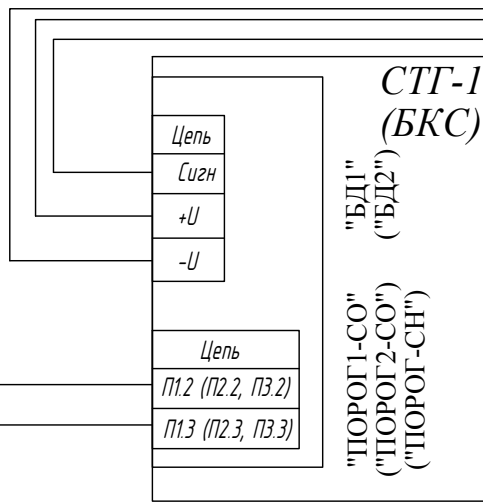 СТГ-1
(БКС)
Цепь
Сигн
+U
-U
"БД1"
("БД2")
Цепь
П1.2 (П2.2, П3.2)
П1.3 (П2.3, П3.3)
"ПОРОГ1-СО"
("ПОРОГ2-СО")
("ПОРОГ-СН")